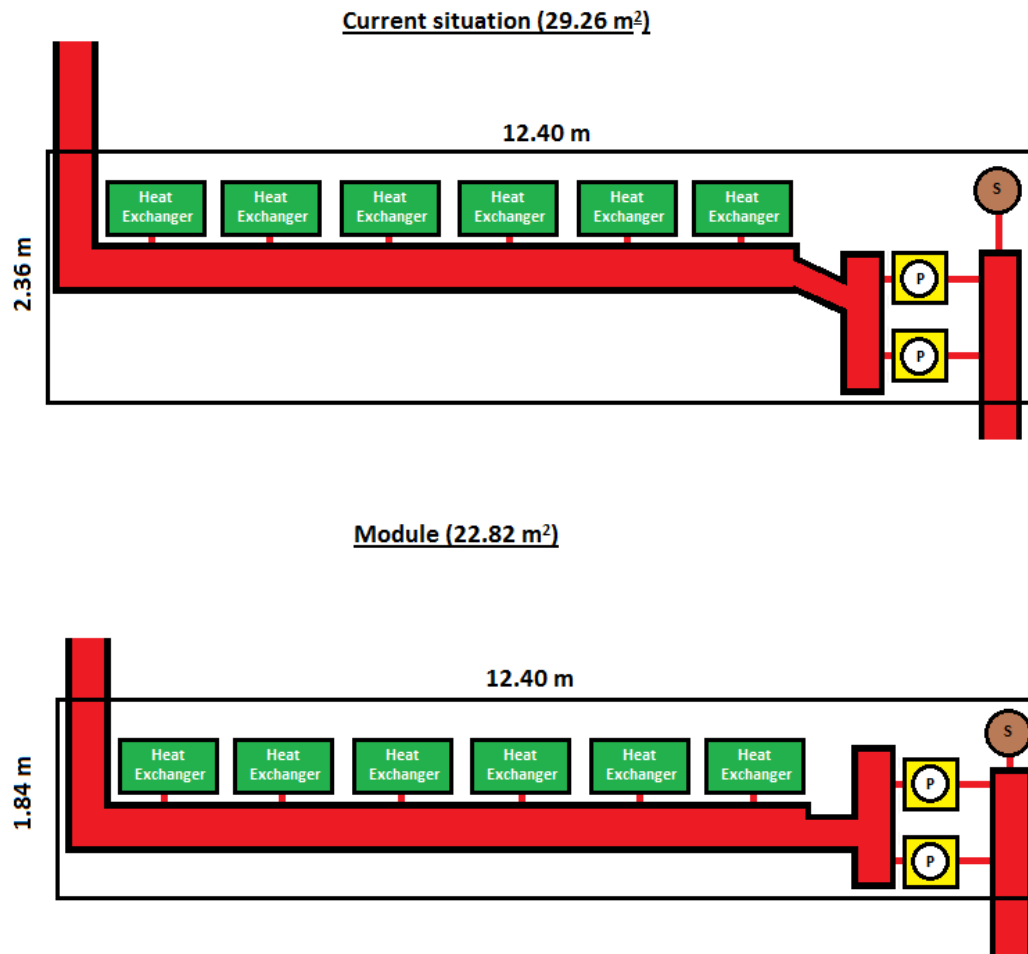 Current situation (29.26 m²)
12.40 m
2.36 m
Heat Exchanger
Heat Exchanger
Heat Exchanger
Heat Exchanger
Heat Exchanger
Heat Exchanger
S
P
P
Module (22.82 m²)
12.40 m
1.84 m
Heat Exchanger
Heat Exchanger
Heat Exchanger
Heat Exchanger
Heat Exchanger
Heat Exchanger
S
P
P